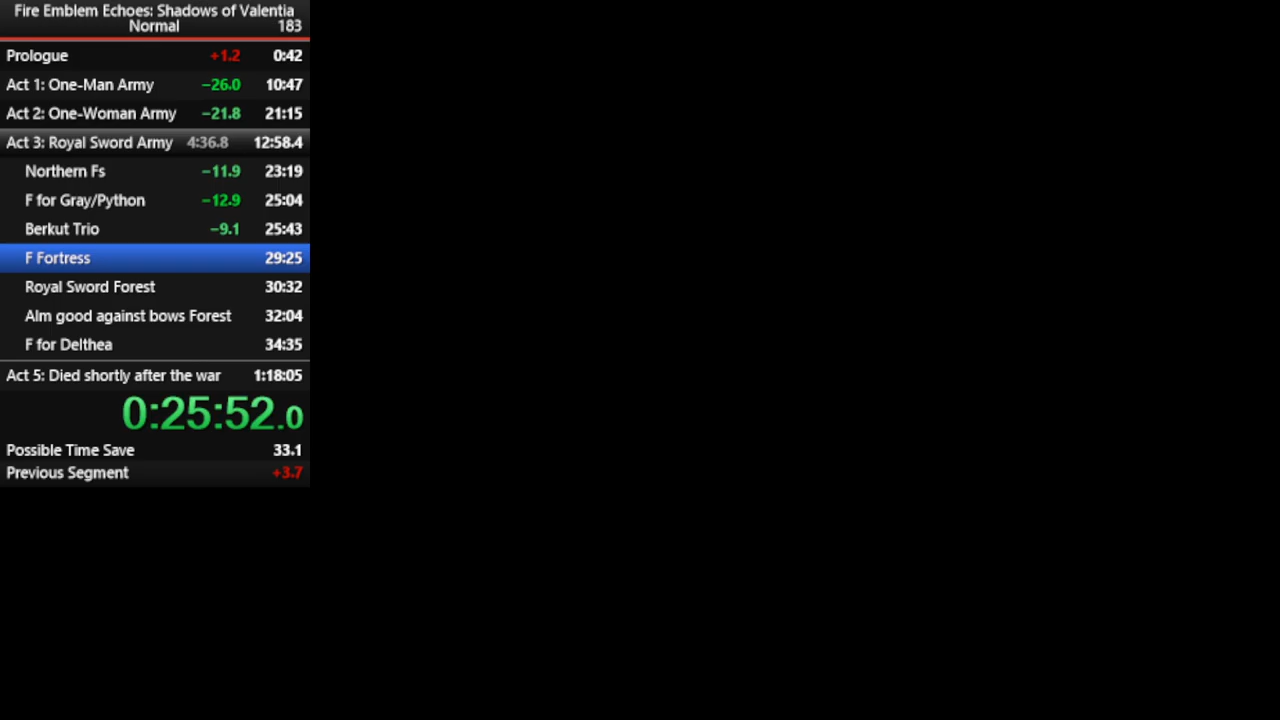 Fire Emblem Echoes: Shadows of Valentia
Normal 183
Prologue +1.2 0:42
Act 1: One-Man Army −26.0 10:47
Act 2: One-Woman Army −21.8 21:15
Act 3: Royal Sword Army 4:36.8 12:58.4
Northern Fs −11.9 23:19
F for Gray/Python −12.9 25:04
Berkut Trio −9.1 25:43
F Fortress 29:25
Royal Sword Forest 30:32
Alm good against bows Forest 32:04
F for Delthea 34:35
Act 5: Died shortly after the war 1:18:05
0:25:52.0
Possible Time Save 33.1
Previous Segment +3.7